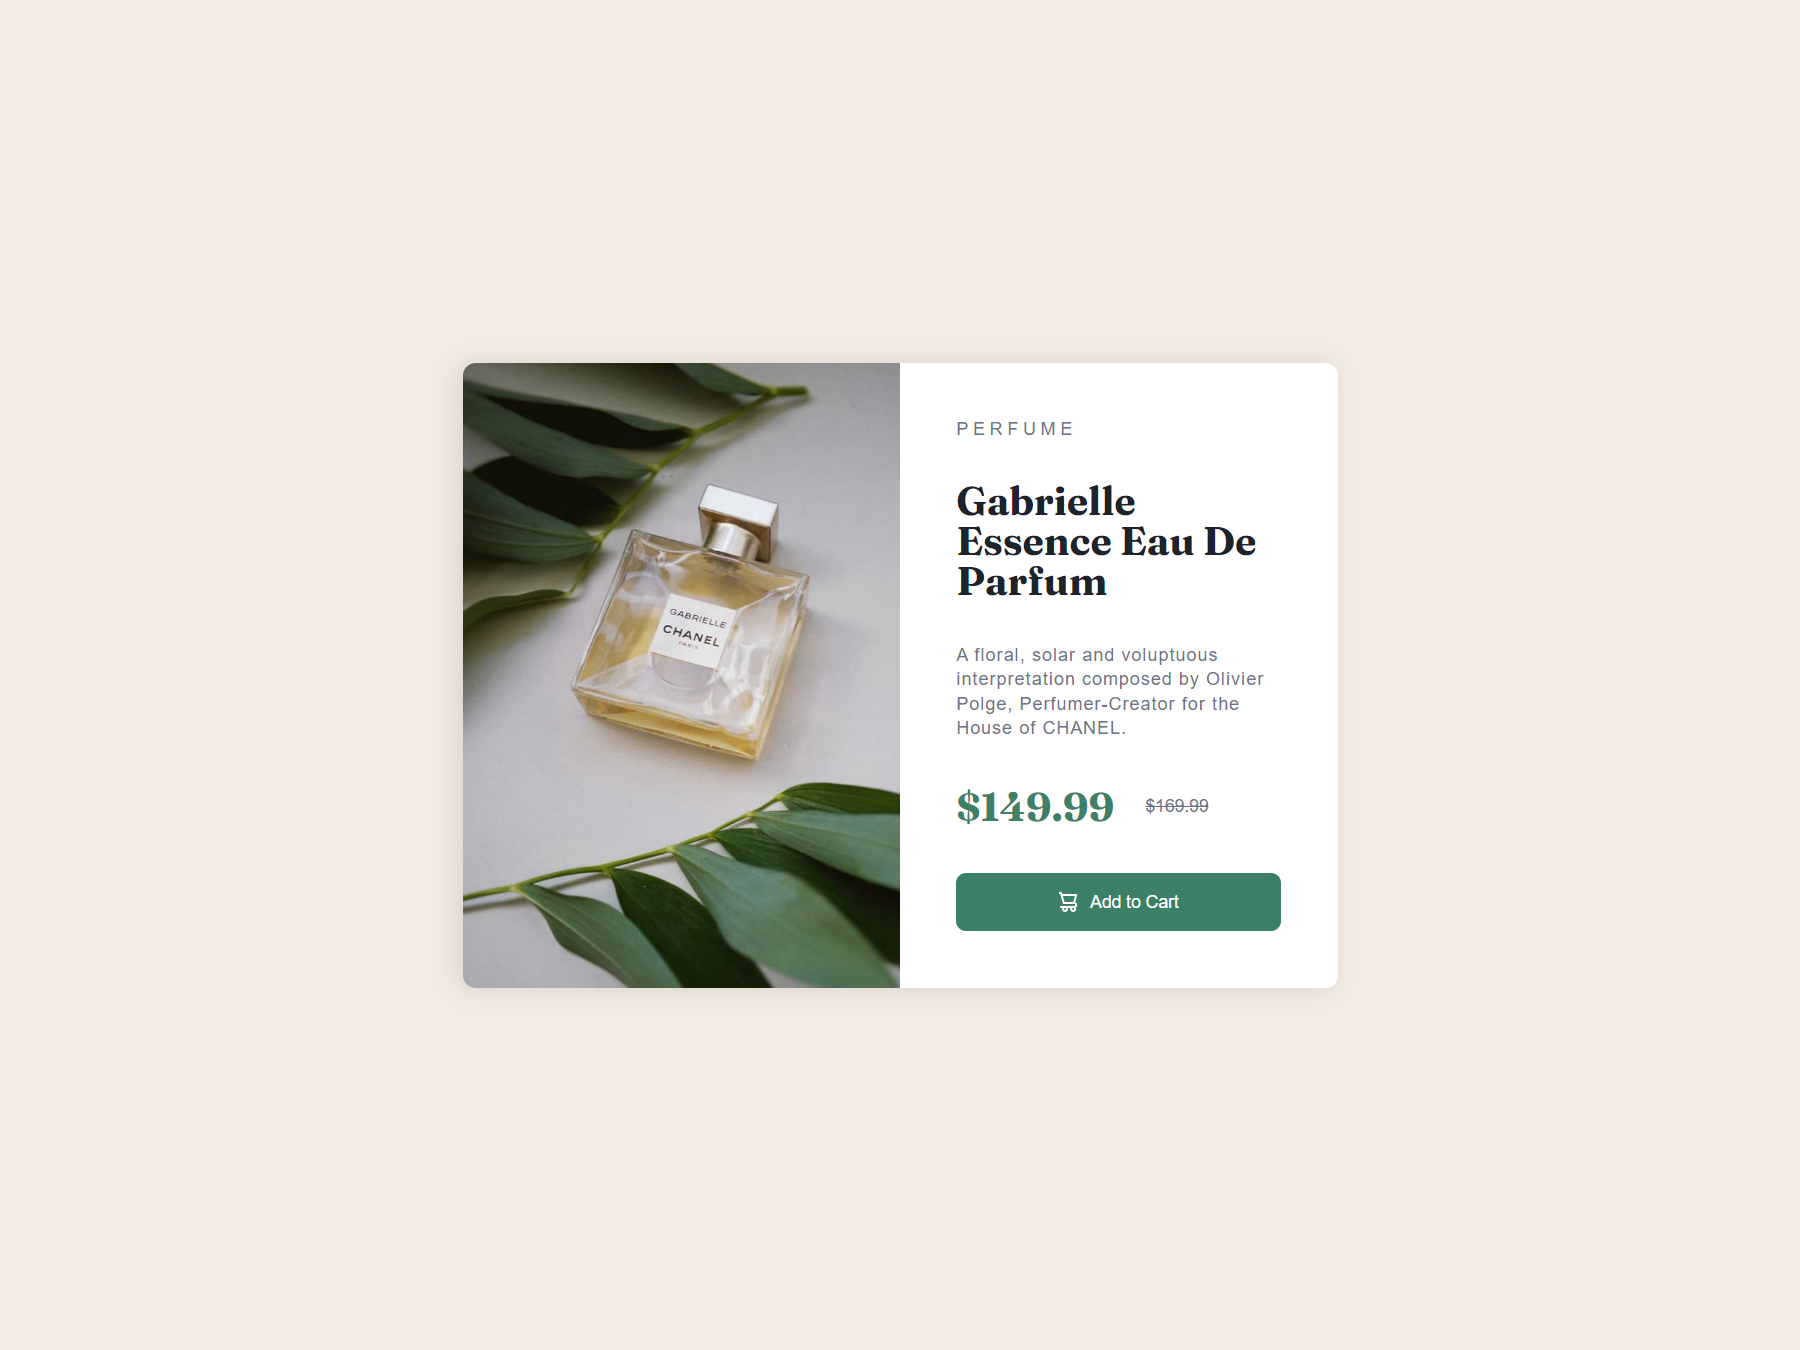 GABRIELLE
CHANEL
PARIS
PERFUME
Gabrielle
Essence Eau De
Parfum
A floral, solar and voluptuous
interpretation composed by Olivier
Polge, Perfumer-Creator for the
House of CHANEL.
$149.99 $169.99
Add to Cart